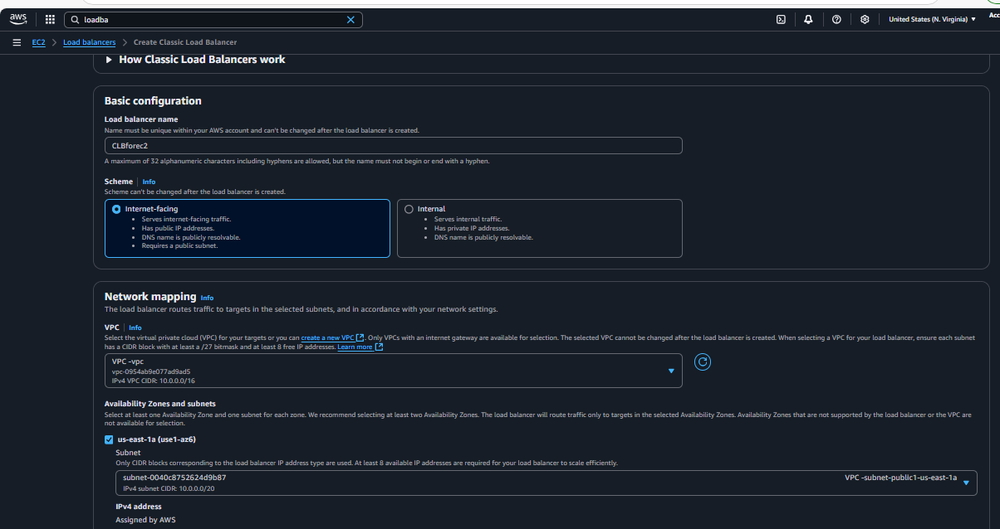 aws
loadba
United States (N. Virginia)
Acc
EC2 > Load balancers > Create Classic Load Balancer
How Classic Load Balancers work
Basic configuration
Load balancer name
Name must be unique within your AWS account and can't be changed after the load balancer is created.
CLBforec2
A maximum of 32 alphanumeric characters including hyphens are allowed, but the name must not begin or end with a hyphen.
Scheme | Info
Scheme can't be changed after the load balancer is created.
Internet-facing
• Serves internet-facing traffic.
• Has public IP addresses.
• DNS name is publicly resolvable.
• Requires a public subnet.
Internal
• Serves internal traffic.
• Has private IP addresses.
• DNS name is publicly resolvable.
Network mapping Info
The load balancer routes traffic to targets in the selected subnets, and in accordance with your network settings.
VPC | Info
Select the virtual private cloud (VPC) for your targets or you can create a new VPC. Only VPCs with an internet gateway are available for selection. The selected VPC cannot be changed after the load balancer is created. When selecting a VPC for your load balancer, ensure each subnet
has a CIDR block with at least a /27 bitmask and at least 8 free IP addresses. Learn more
VPC -vpc
vpc-0954ab9e077ad9ad5
IPv4 VPC CIDR: 10.0.0.0/16
Availability Zones and subnets
Select at least one Availability Zone and one subnet for each zone. We recommend selecting at least two Availability Zones. The load balancer will route traffic only to targets in the selected Availability Zones. Availability Zones that are not supported by the load balancer or the VPC are
not available for selection.
us-east-1a (use1-az6)
Subnet
Only CIDR blocks corresponding to the load balancer IP address type are used. At least 8 available IP addresses are required for your load balancer to scale efficiently.
subnet-0040c8752624d9b87 VPC -subnet-public1-us-east-1a
IPv4 subnet CIDR: 10.0.0.0/20
IPv4 address
Assigned by AWS